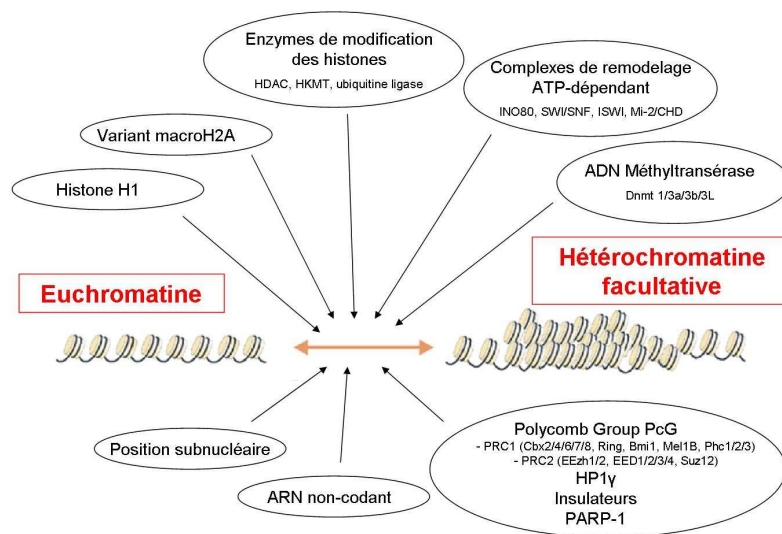 Enzymes de modification
des histones
HDAC, HKMT, ubiquitine ligase
Complexes de remodelage
ATP-dépendant
INO80, SWI/SNF, ISWI, Mi-2/CHD
Variant macroH2A
Histone H1
ADN Méthyltransérase
Dnmt 1/3a/3b/3L
Euchromatine
Hétérochromatine
facultative
Position subnucléaire
ARN non-codant
Polycomb Group PcG
- PRC1 (Cbx2/4/6/7/8, Ring, Bmi1, Mel1B, Phc1/2/3)
- PRC2 (EEzh1/2, EED1/2/3/4, Suz12)
HP1γ
Insulateurs
PARP-1